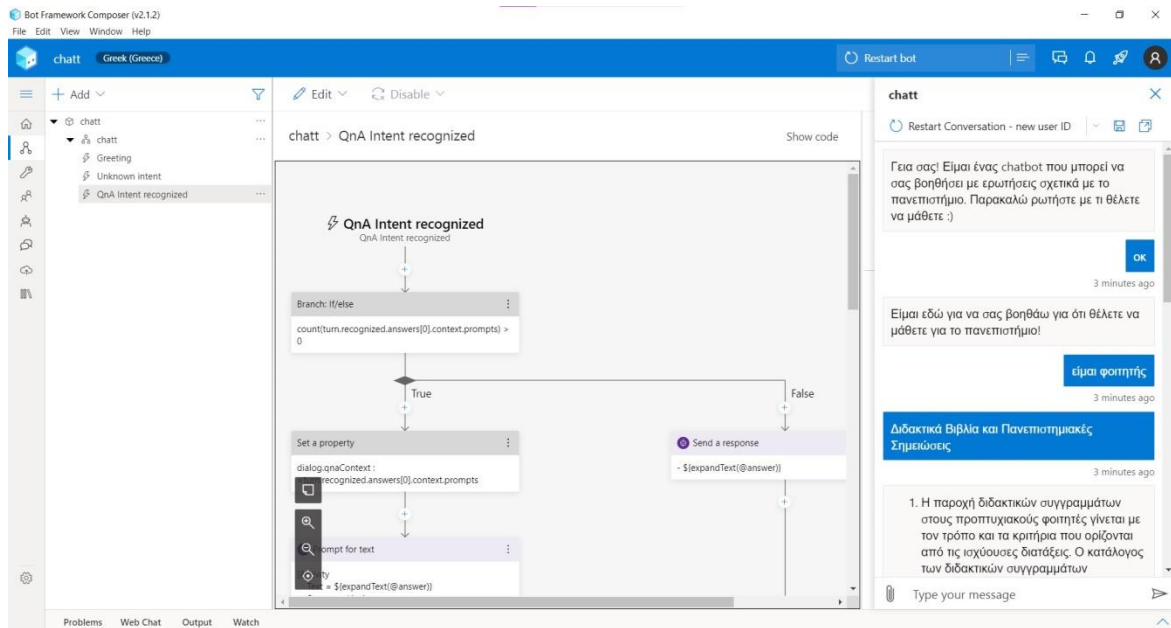 Bot Framework Composer (v2.1.2)
File Edit View Window Help
chatt Greek (Greece)
Restart bot
+ Add
Edit Disable
chatt
chatt
Greeting
Unknown intent
QnA Intent recognized
chatt > QnA Intent recognized
Show code
QnA Intent recognized
QnA Intent recognized
Branch: If/else
count(turn.recognized.answers[0].context.prompts) >
0
True
False
Set a property
dialog.qnaContext :
recognized.answers[0].context.prompts
Send a response
- ${expandText(@answer)}
ompt for text
= ${expandText(@answer)}
chatt
Restart Conversation - new user ID
Γεια σας! Είμαι ένας chatbot που μπορεί να
σας βοηθήσει με ερωτήσεις σχετικά με το
πανεπιστήμιο. Παρακαλώ ρωτήστε με τι θέλετε
να μάθετε :)
οκ
3 minutes ago
Είμαι εδώ για να σας βοηθάω για ότι θέλετε να
μάθετε για το πανεπιστήμιο!
είμαι φοιτητής
3 minutes ago
Διδακτικά Βιβλία και Πανεπιστημιακές
Σημειώσεις
3 minutes ago
1. Η παροχή διδακτικών συγγραμμάτων
στους προπτυχιακούς φοιτητές γίνεται με
τον τρόπο και τα κριτήρια που ορίζονται
από τις ισχύουσες διατάξεις. Ο κατάλογος
των διδακτικών συγγραμμάτων
Type your message
Problems Web Chat Output Watch